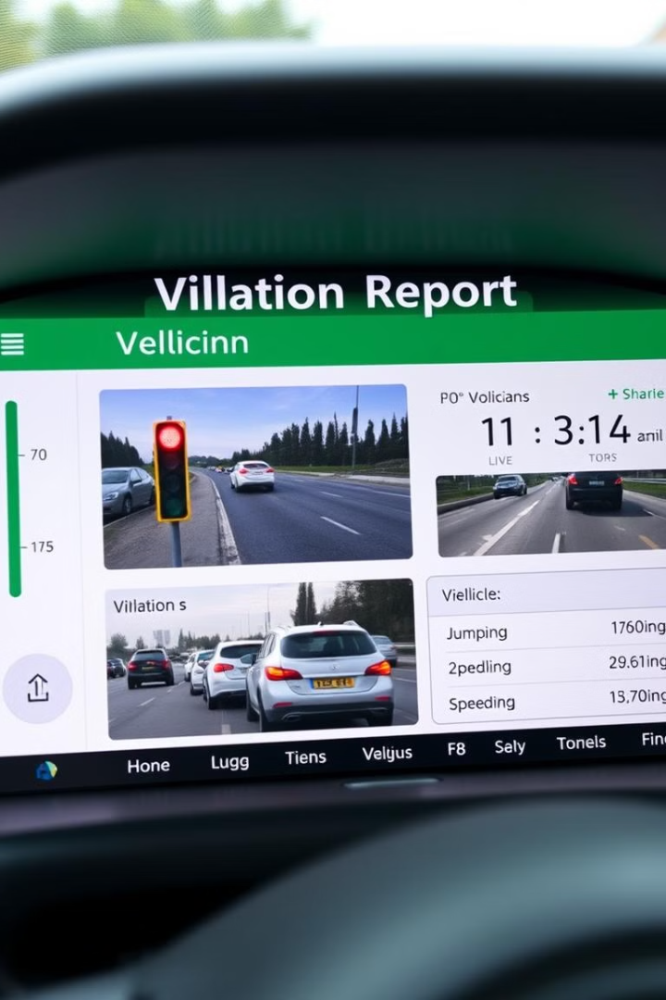 Villation Report
Vellicinn
70
175
P0° Volicians
+ Sharle
11 : 3:14 anil
LIVE
TORS
Villation s
Viellicle:
Jumping 1760ing
2pedling 29.61ing
Speeding 13,70ing
Hone Lugg Tiens Veljus F8 Sely Tonels Fin